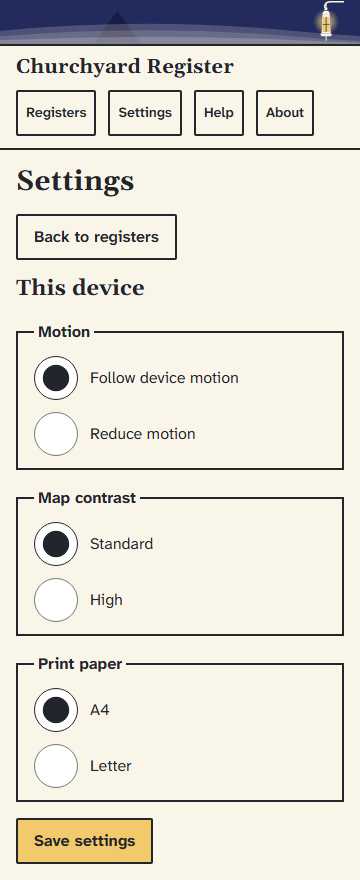 Churchyard Register
Registers
Settings
Help
About
Settings
Back to registers
This device
Motion
Follow device motion
Reduce motion
Map contrast
Standard
High
Print paper
A4
Letter
Save settings